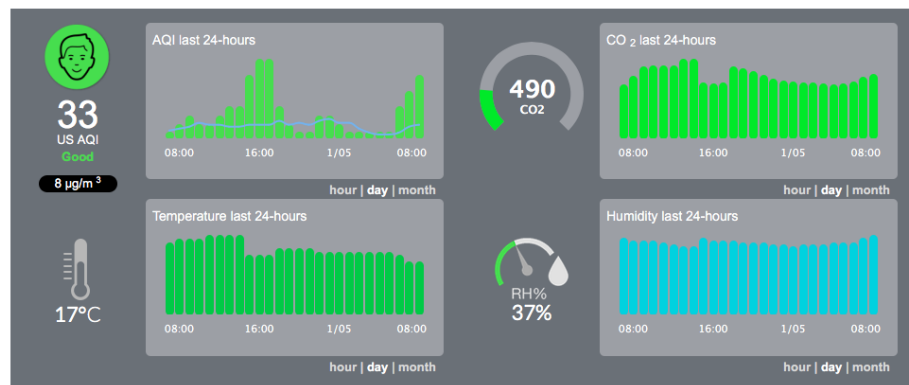 AQI last 24-hours
33
US AQI
Good
8 µg/m 3
08:00 16:00 1/05 08:00
hour | day | month
490
CO2
CO 2 last 24-hours
08:00 16:00 1/05 08:00
hour | day | month
Temperature last 24-hours
17°C
08:00 16:00 1/05 08:00
hour | day | month
RH%
37%
Humidity last 24-hours
08:00 16:00 1/05 08:00
hour | day | month